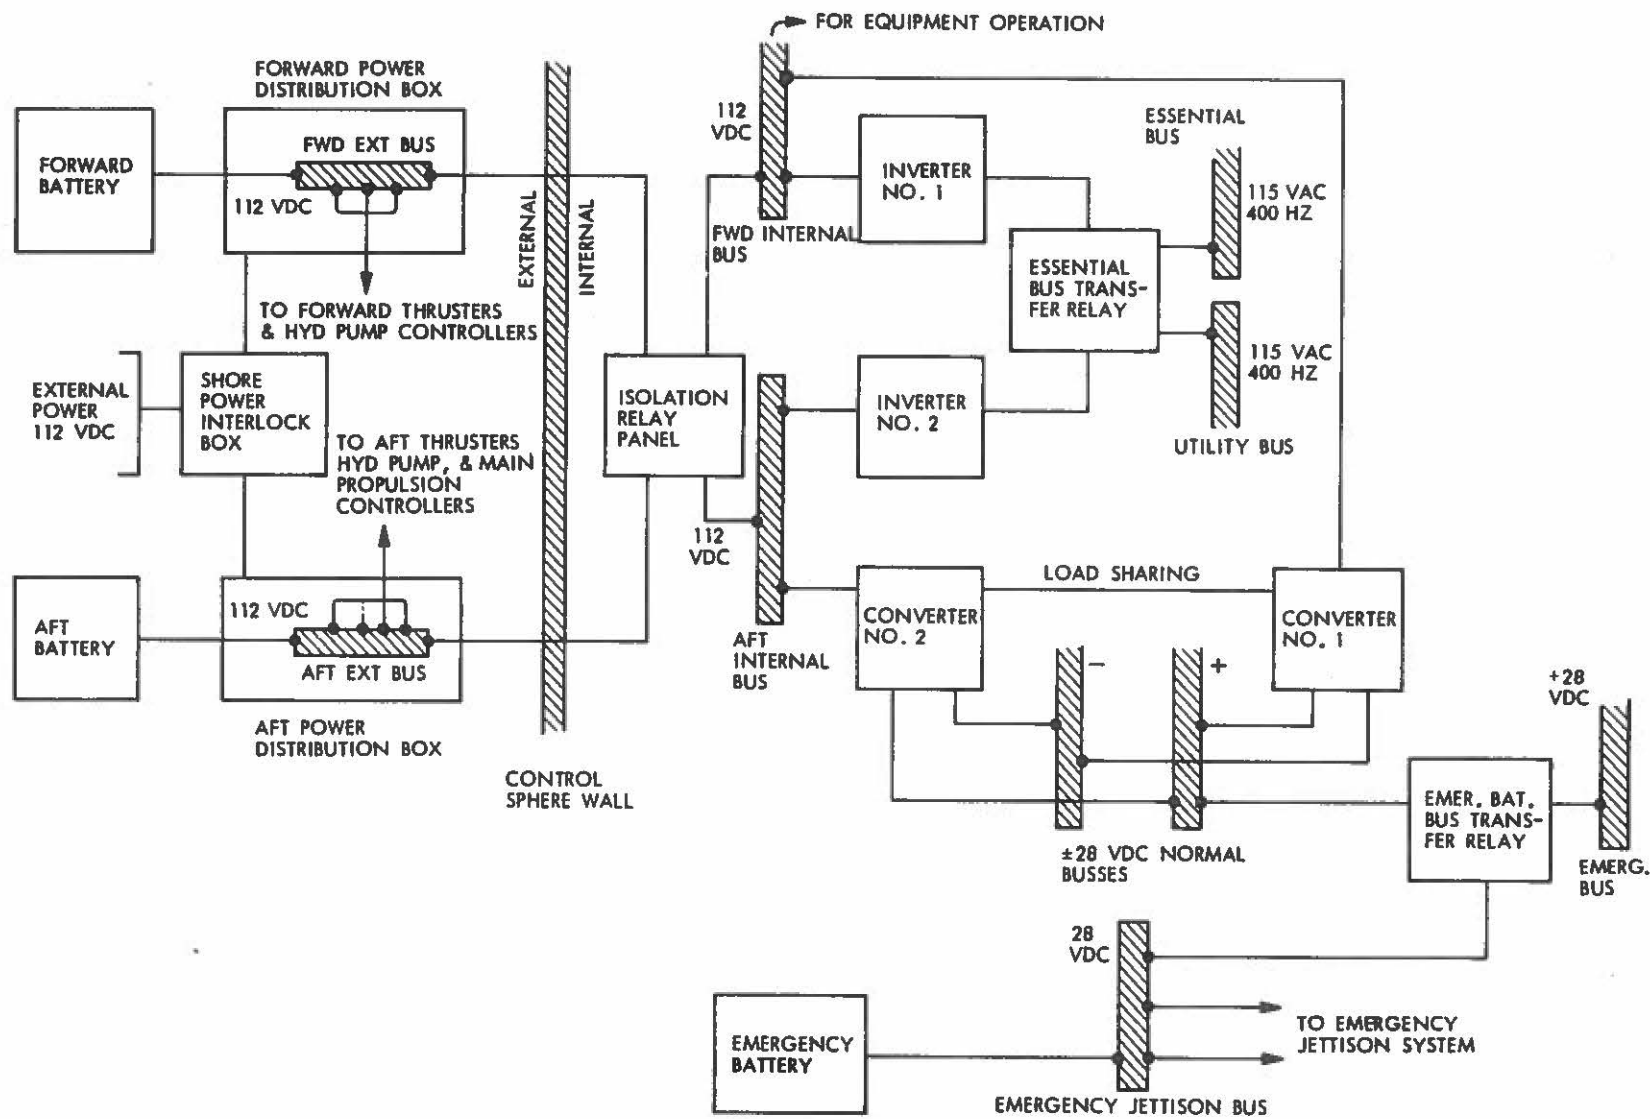 FOR EQUIPMENT OPERATION
FORWARD POWER
DISTRIBUTION BOX
FORWARD
BATTERY
FWD EXT BUS
112 VDC
TO FORWARD THRUSTERS
& HYD PUMP CONTROLLERS
EXTERNAL
INTERNAL
112
VDC
FWD INTERNAL
BUS
INVERTER
NO. 1
ESSENTIAL
BUS
115 VAC
400 HZ
ESSENTIAL
BUS TRANS-
FER RELAY
EXTERNAL
POWER
112 VDC
SHORE
POWER
INTERLOCK
BOX
TO AFT THRUSTERS
HYD PUMP, & MAIN
PROPULSION
CONTROLLERS
ISOLATION
RELAY
PANEL
INVERTER
NO. 2
115 VAC
400 HZ
UTILITY BUS
112
VDC
AFT
BATTERY
112 VDC
AFT EXT BUS
AFT POWER
DISTRIBUTION BOX
CONTROL
SPHERE WALL
AFT
INTERNAL
BUS
CONVERTER
NO. 2
LOAD SHARING
CONVERTER
NO. 1
-
+
±28 VDC NORMAL
BUSSES
+28
VDC
EMER. BAT.
BUS TRANS-
FER RELAY
EMERG.
BUS
28
VDC
EMERGENCY
BATTERY
TO EMERGENCY
JETTISON SYSTEM
EMERGENCY JETTISON BUS